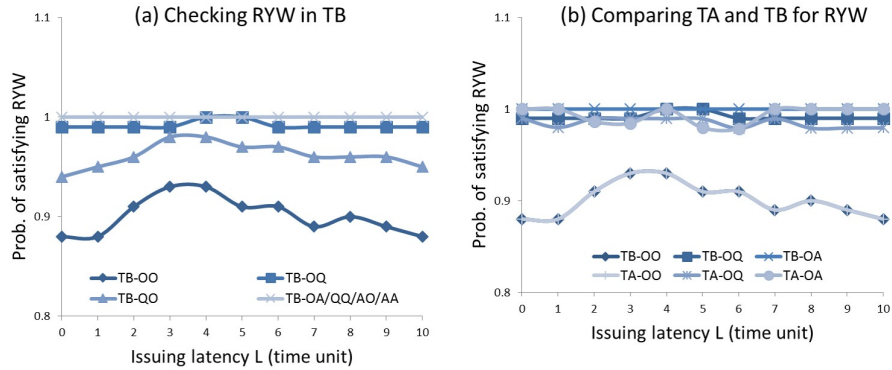 (a) Checking RYW in TB
1.1
1
0.9
0.8
Prob. of satisfying RYW
TB-OO
TB-OQ
TB-QO
TB-OA/QQ/AO/AA
0 1 2 3 4 5 6 7 8 9 10
Issuing latency L (time unit)
(b) Comparing TA and TB for RYW
1.1
1
0.9
0.8
Prob. of satisfying RYW
TB-OO TB-OQ TB-OA
TA-OO TA-OQ TA-OA
0 1 2 3 4 5 6 7 8 9 10
Issuing latency L (time unit)